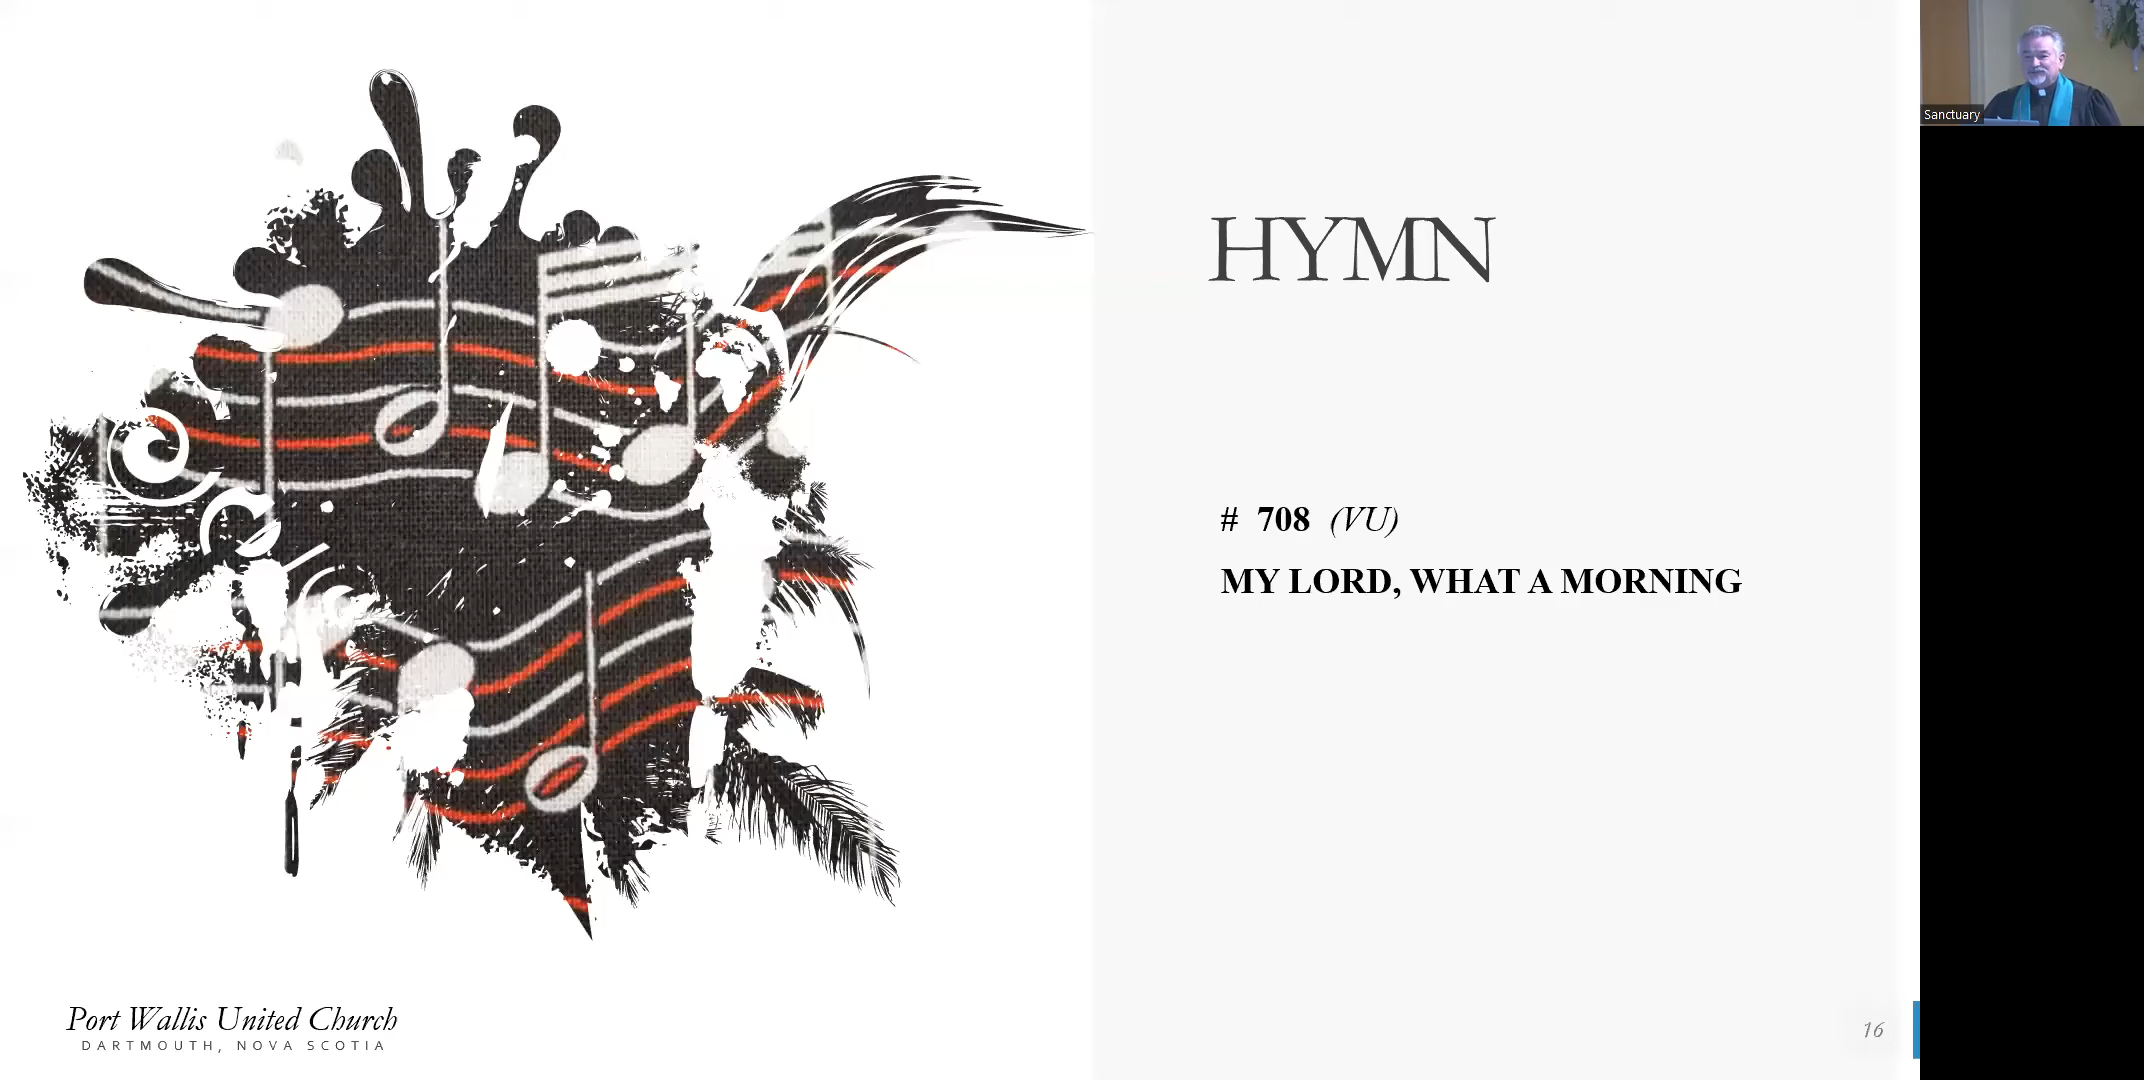 HYMN
# 708 (VU)
MY LORD, WHAT A MORNING
Port Wallis United Church
DARTMOUTH, NOVA SCOTIA
16
Sanctuary